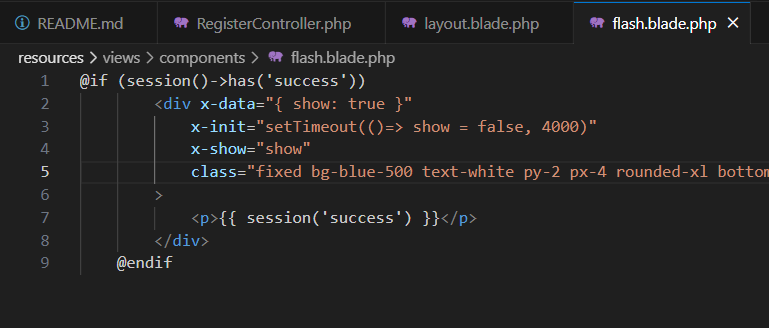 README.md RegisterController.php layout.blade.php flash.blade.php ×
resources > views > components > flash.blade.php
1 @if (session()->has('success'))
2 <div x-data="{ show: true }"
3 x-init="setTimeout(()=> show = false, 4000)"
4 x-show="show"
5 class="fixed bg-blue-500 text-white py-2 px-4 rounded-xl bottom
6 >
7 <p>{{ session('success') }}</p>
8 </div>
9 @endif